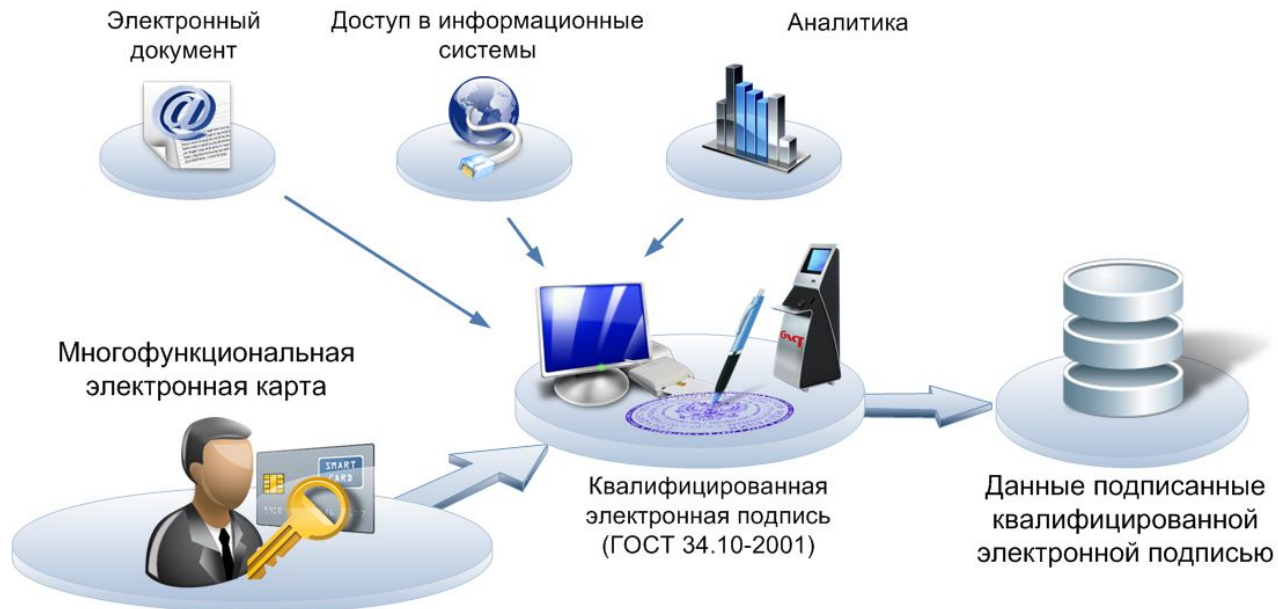 Электронный
документ
Доступ в информационные
системы
Аналитика
Многофункциональная
электронная карта
SMART
CARD
Квалифицированная
электронная подпись
(ГОСТ 34.10-2001)
Данные подписанные
квалифицированной
электронной подписью